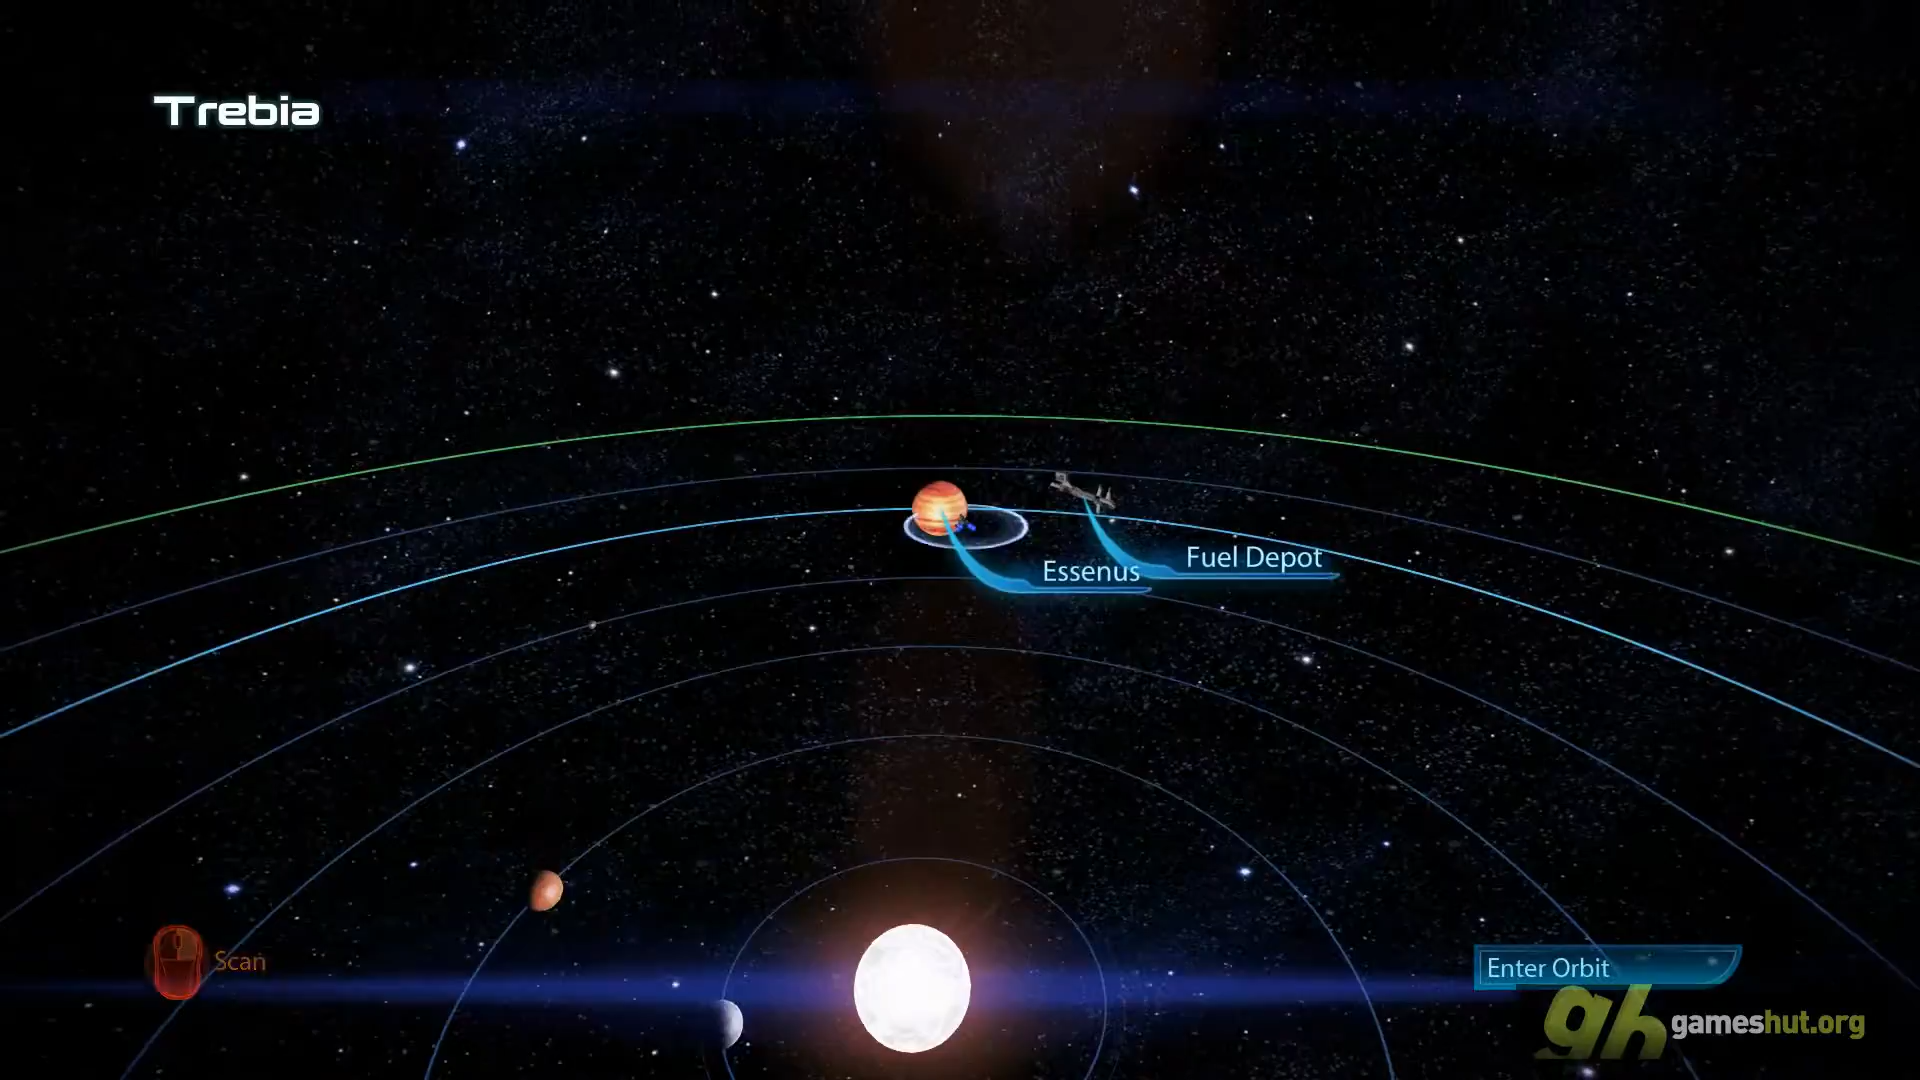 Trebia
Fuel Depot
Essenus
Scan
Enter Orbit
gh gameshut.org